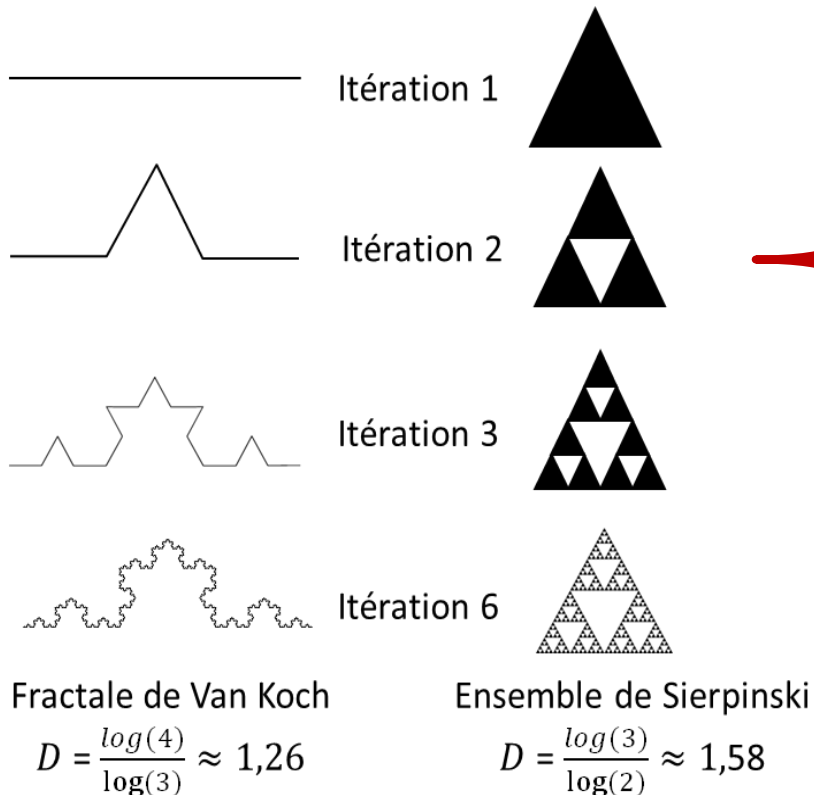 Itération 1
Itération 2
Itération 3
Itération 6
Fractale de Van Koch
D = log(4)/log(3) ≈ 1,26
Ensemble de Sierpinski
D = log(3)/log(2) ≈ 1,58